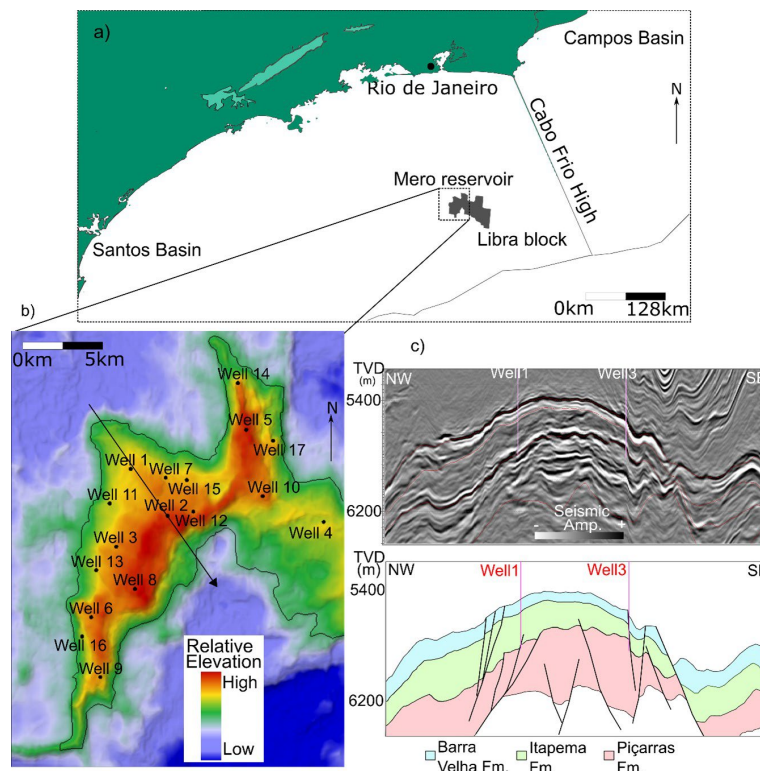 a)
Campos Basin
Rio de Janeiro
N
Cabo Frio High
Mero reservoir
Santos Basin
Libra block
0km 128km
b)
0km 5km
Well 14
N
Well 5
Well 17
Well 1
Well 7
Well 15
Well 10
Well 11
Well 2
Well 12
Well 4
Well 3
Well 13
Well 8
Well 6
Well 16
Well 9
Relative
Elevation
High
Low
c)
TVD
(m)
NW Well1 Well3 SE
5400
6200
Seismic
- Amp. +
TVD
(m)
NW Well1 Well3 SE
5400
6200
Barra
Velha Fm.
Itapema
Fm
Piçarras
Fm